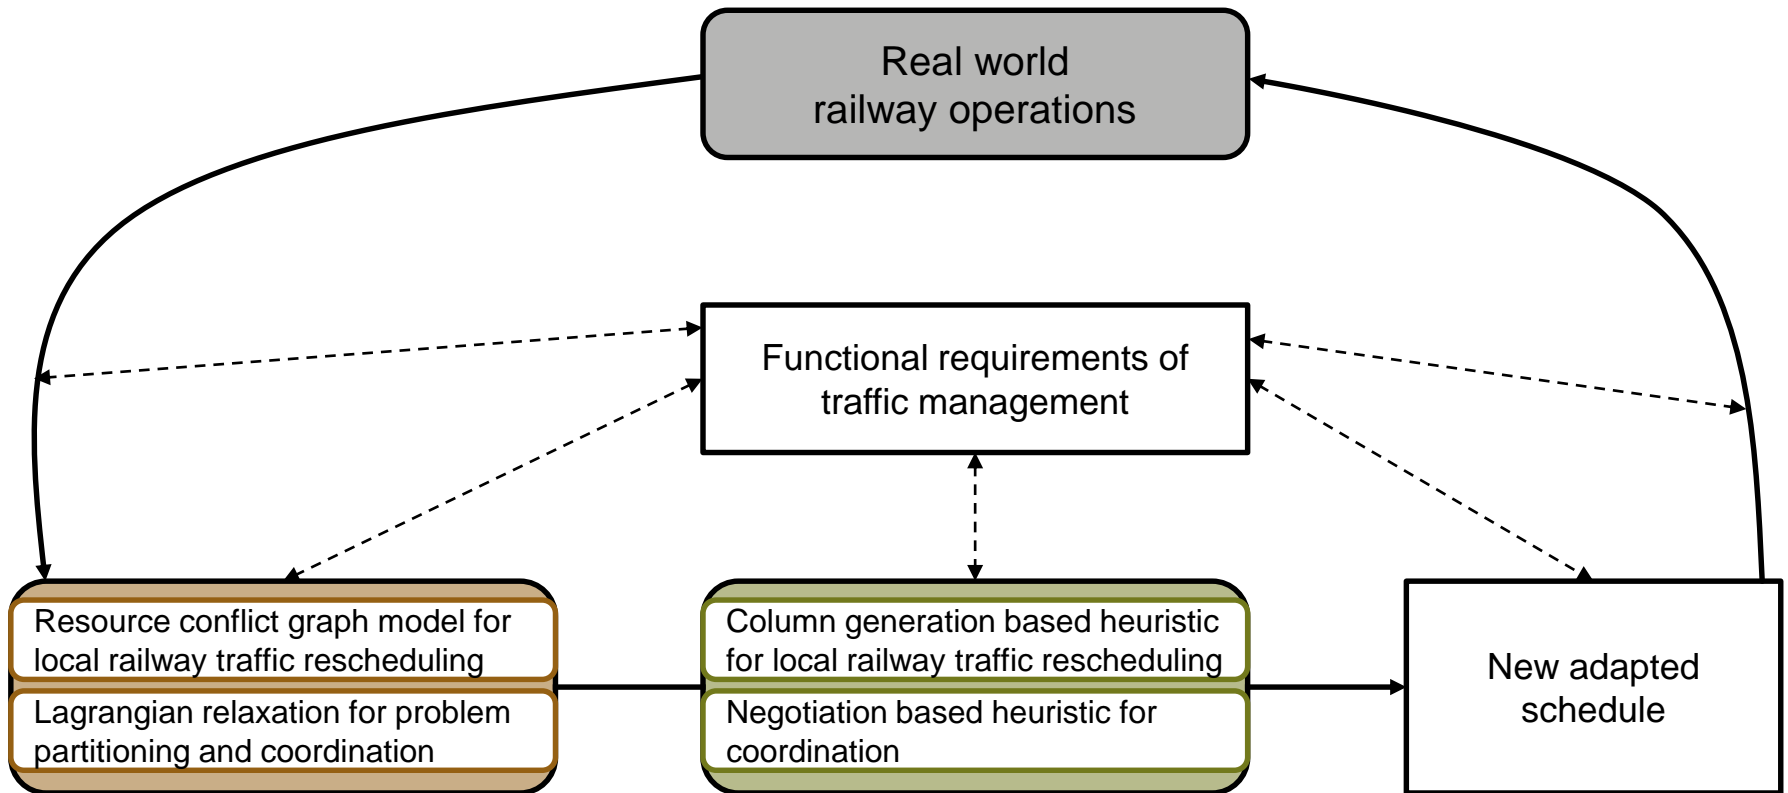 Real world
railway operations
Functional requirements of
traffic management
Resource conflict graph model for
local railway traffic rescheduling
Lagrangian relaxation for problem
partitioning and coordination
Column generation based heuristic
for local railway traffic rescheduling
Negotiation based heuristic for
coordination
New adapted
schedule